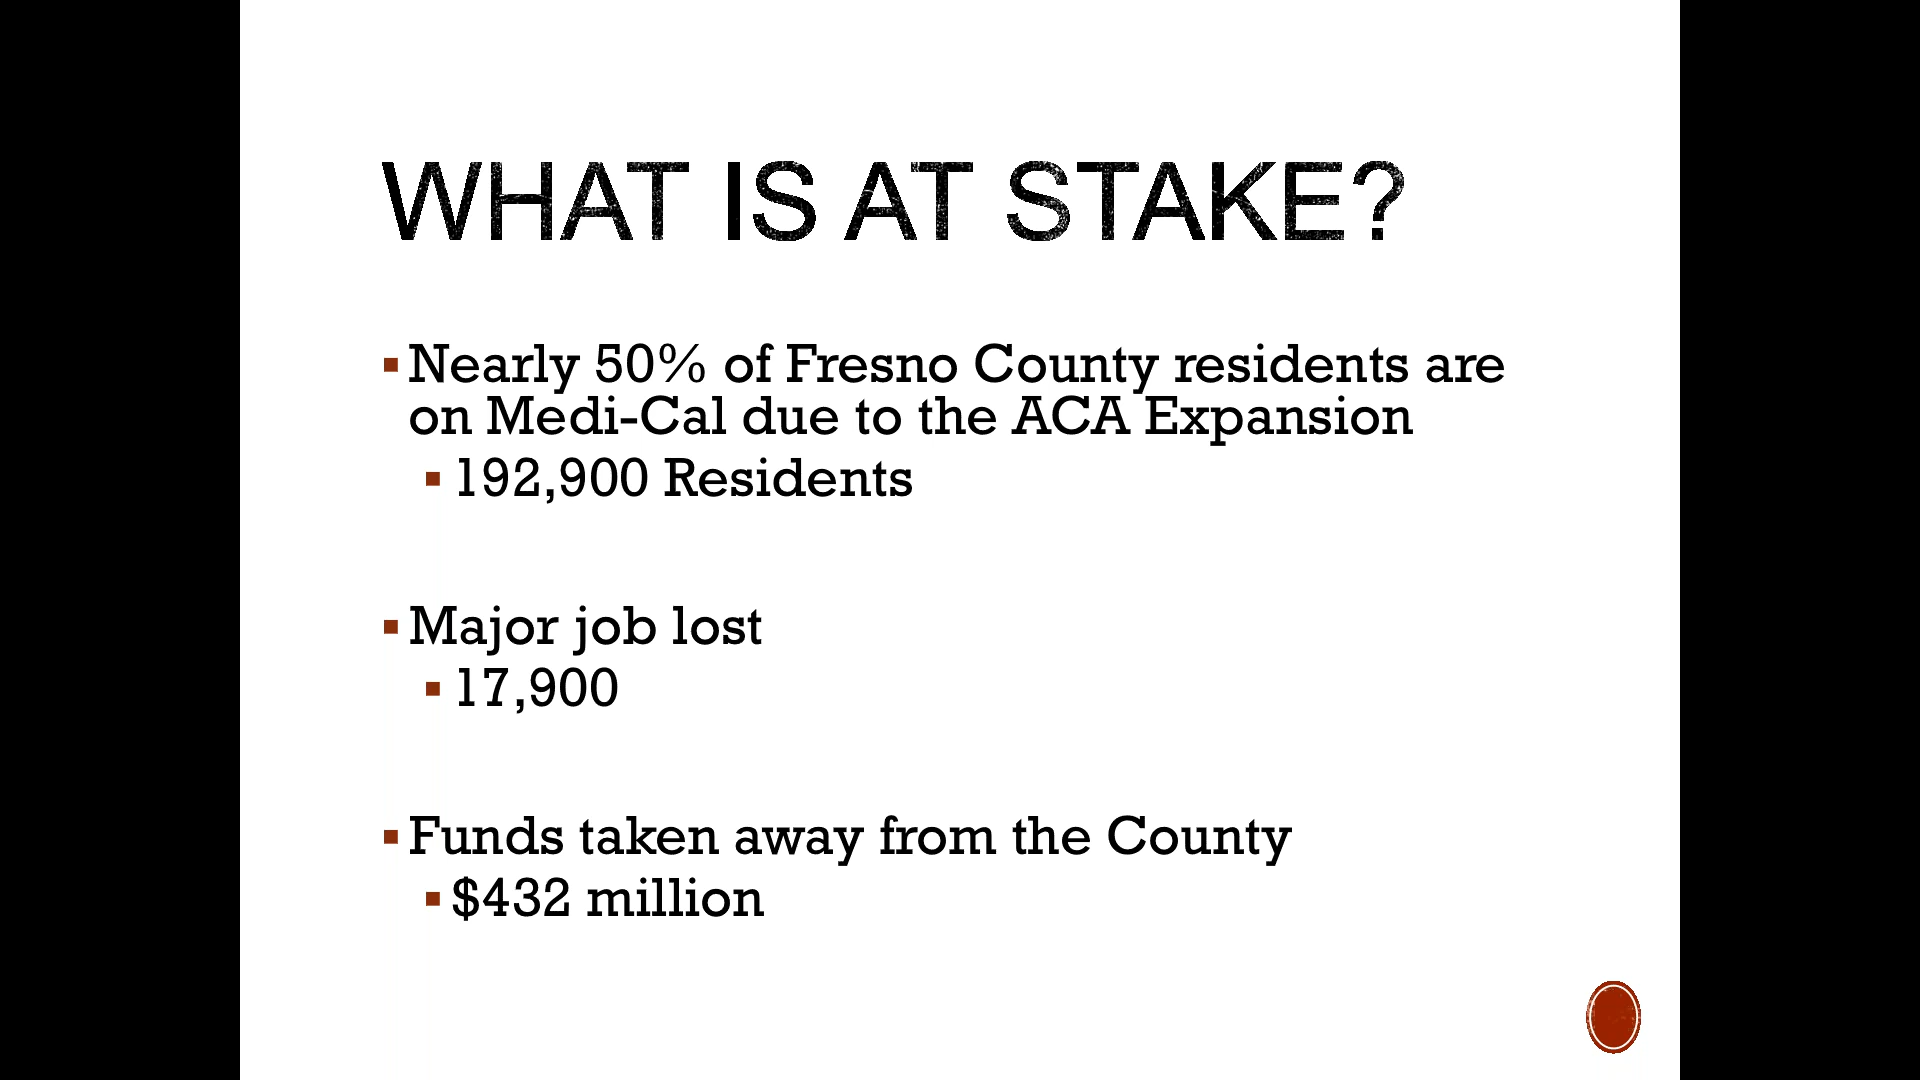 WHAT IS AT STAKE?
Nearly 50% of Fresno County residents are
on Medi-Cal due to the ACA Expansion
192,900 Residents
Major job lost
17,900
Funds taken away from the County
$432 million